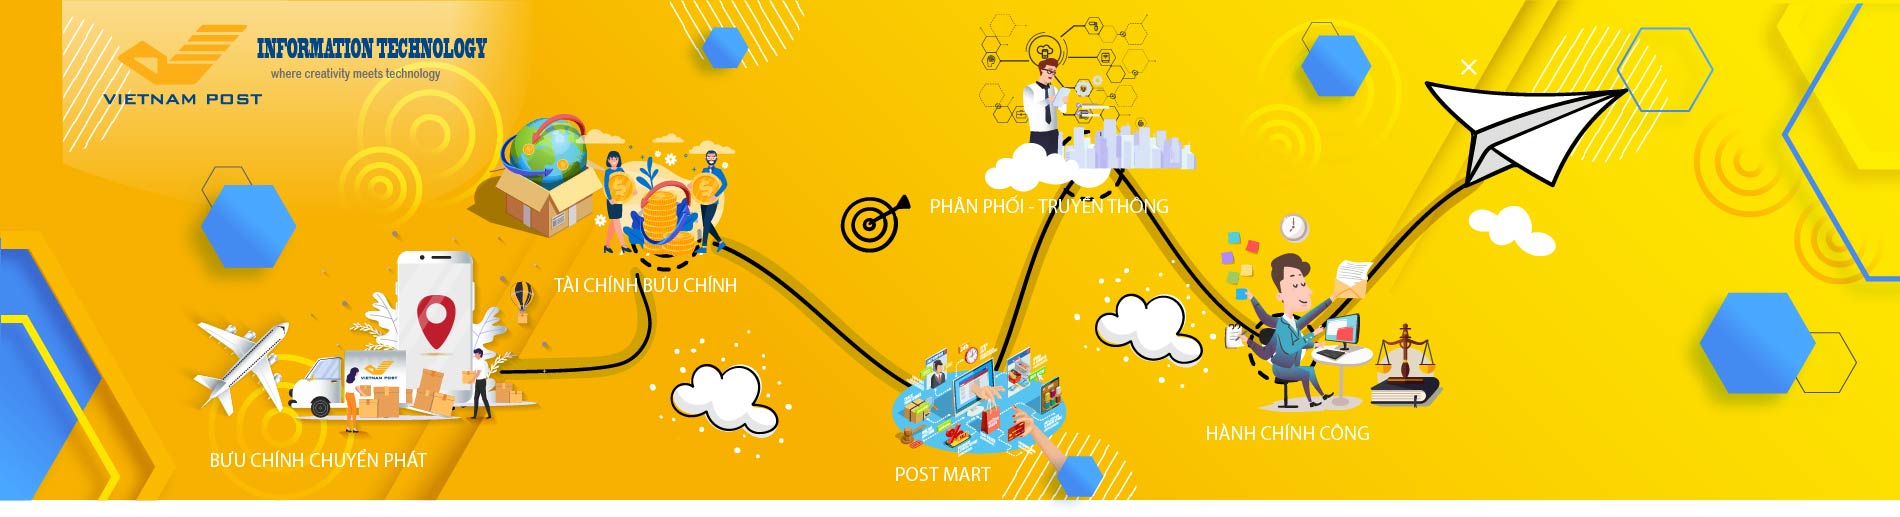 INFORMATION TECHNOLOGY
where creativity meets technology
VIETNAM POST
PHÂN PHỐI - TRUYỀN THÔNG
TÀI CHÍNH BƯU CHÍNH
VIETNAM POST
HÀNH CHÍNH CÔNG
BƯU CHÍNH CHUYỂN PHÁT
POST MART